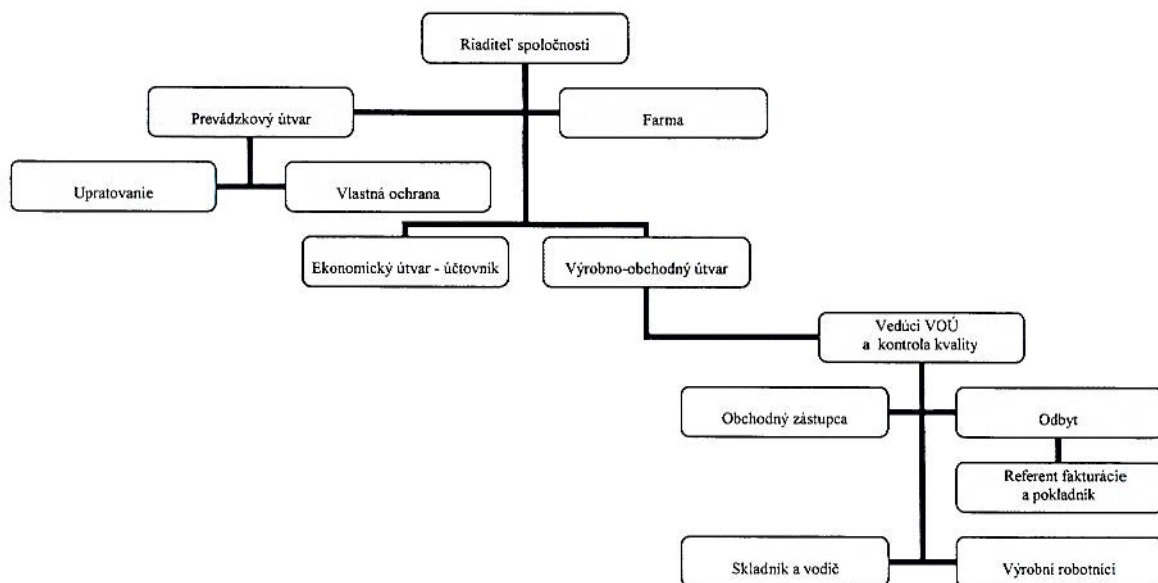 Riaditeľ spoločnosti
Prevádzkový útvar
Farma
Upratovanie
Vlastná ochrana
Ekonomický útvar - účtovník
Výrobno-obchodný útvar
Vedúci VOÚ
a kontrola kvality
Obchodný zástupca
Odbyt
Referent fakturácie
a pokladník
Skladník a vodič
Výrobní robotníci